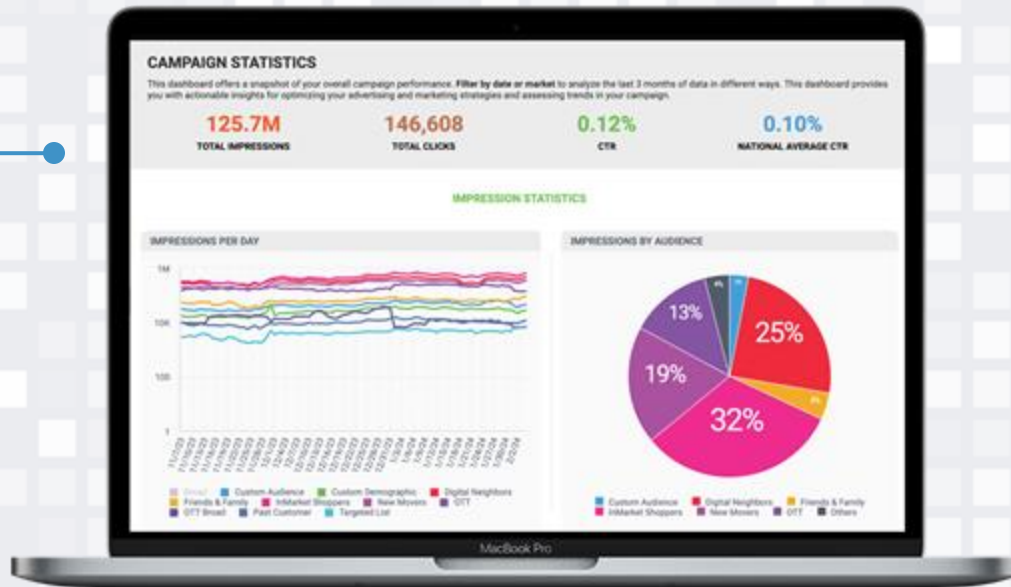 CAMPAIGN STATISTICS
This dashboard offers a snapshot of your overall campaign performance. Filter by date or market to analyze the last 3 months of data in different ways. This dashboard provides
you with actionable insights for optimizing your advertising and marketing strategies and assessing trends in your campaign.
125.7M 146,608 0.12% 0.10%
TOTAL IMPRESSIONS TOTAL CLICKS CTR NATIONAL AVERAGE CTR
IMPRESSION STATISTICS
IMPRESSIONS PER DAY
1M
10K
100
1
11/7/23
Broad Custom Audience Custom Demographic Digital Neighbors
Friends & Family InMarket Shoppers New Movers OTT
OTT Broad Past Customer Targeted List
IMPRESSIONS BY AUDIENCE
13%
25%
19%
32%
Custom Audience Digital Neighbors Friends & Family
InMarket Shoppers New Movers OTT Others
MacBook Pro